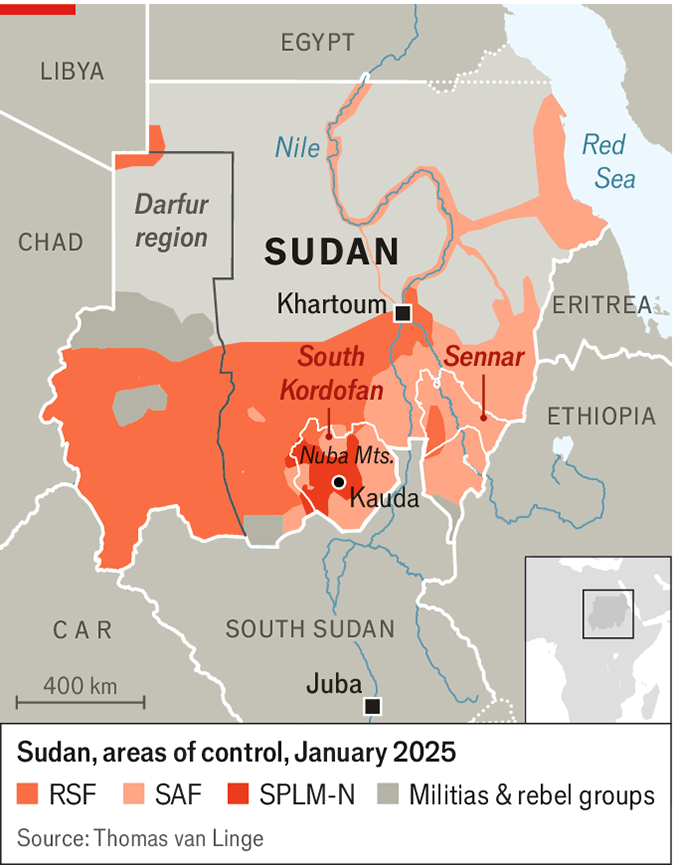 EGYPT
LIBYA
Nile
Red
Sea
Darfur
region
CHAD
SUDAN
Khartoum
ERITREA
South
Kordofan
Sennar
ETHIOPIA
Nuba Mts.
Kauda
CAR
SOUTH SUDAN
Juba
400 km
Sudan, areas of control, January 2025
RSF SAF SPLM-N Militias & rebel groups
Source: Thomas van Linge